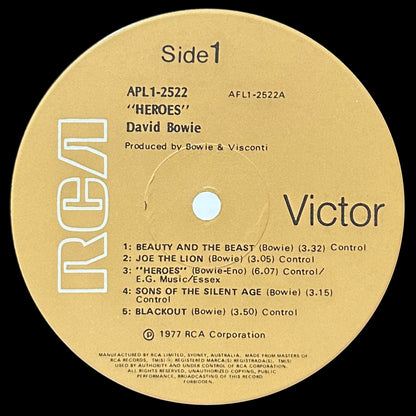 Side 1
APL1-2522 AFL1-2522A
"HEROES"
David Bowie
Produced by Bowie & Visconti
RCA
Victor
1: BEAUTY AND THE BEAST (Bowie) (3.32) Control
2: JOE THE LION (Bowie) (3.05) Control
3: "HEROES" (Bowie-Eno) (6.07) Control/
E.G. Music/Essex
4: SONS OF THE SILENT AGE (Bowie) (3.15)
Control
5: BLACKOUT (Bowie) (3.50) Control
℗ 1977 RCA Corporation
MANUFACTURED BY RCA LIMITED, SYDNEY, AUSTRALIA. MADE FROM MASTERS OF
RCA RECORDS. TM(S) ® REGISTERED MARCA(S) REGISTRADA(S). TM(S)
USED BY AUTHORITY AND UNDER CONTROL OF RCA CORPORATION.
ALL RIGHTS RESERVED, UNAUTHORIZED COPYING, PUBLIC
PERFORMANCE, BROADCASTING OF THIS RECORD
FORBIDDEN.